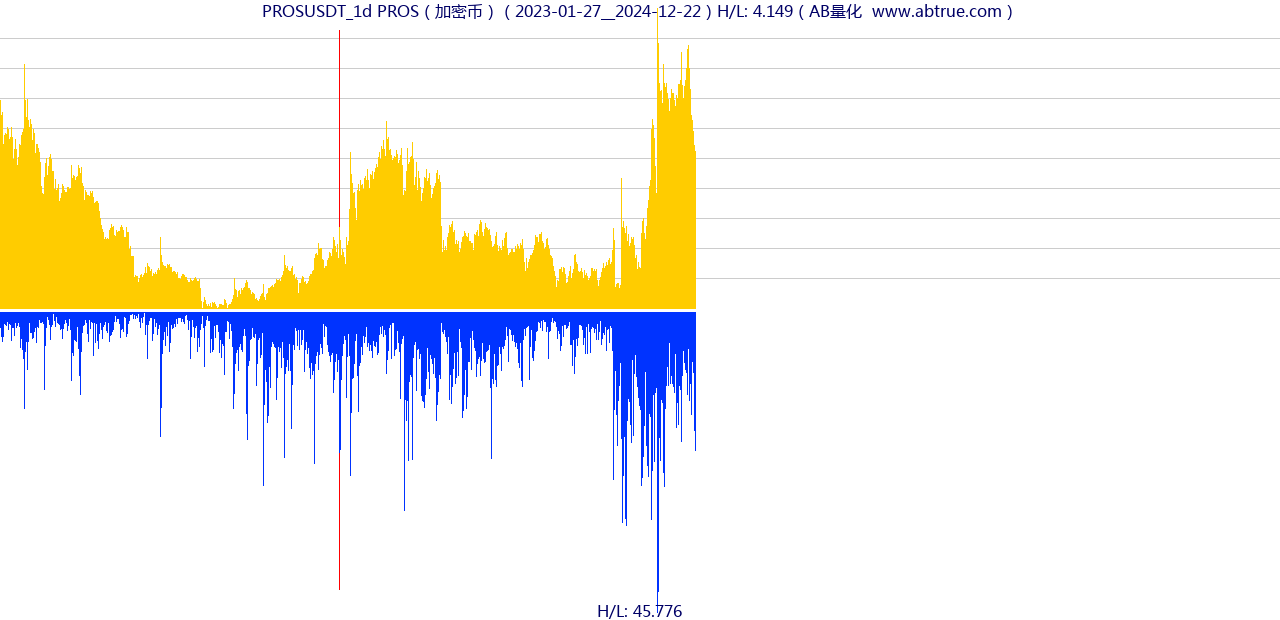 PROSUSDT_1d PROS（加密币）（2023-01-27__2024-12-22）H/L: 4.149（AB量化  www.abtrue.com）
H/L: 45.776